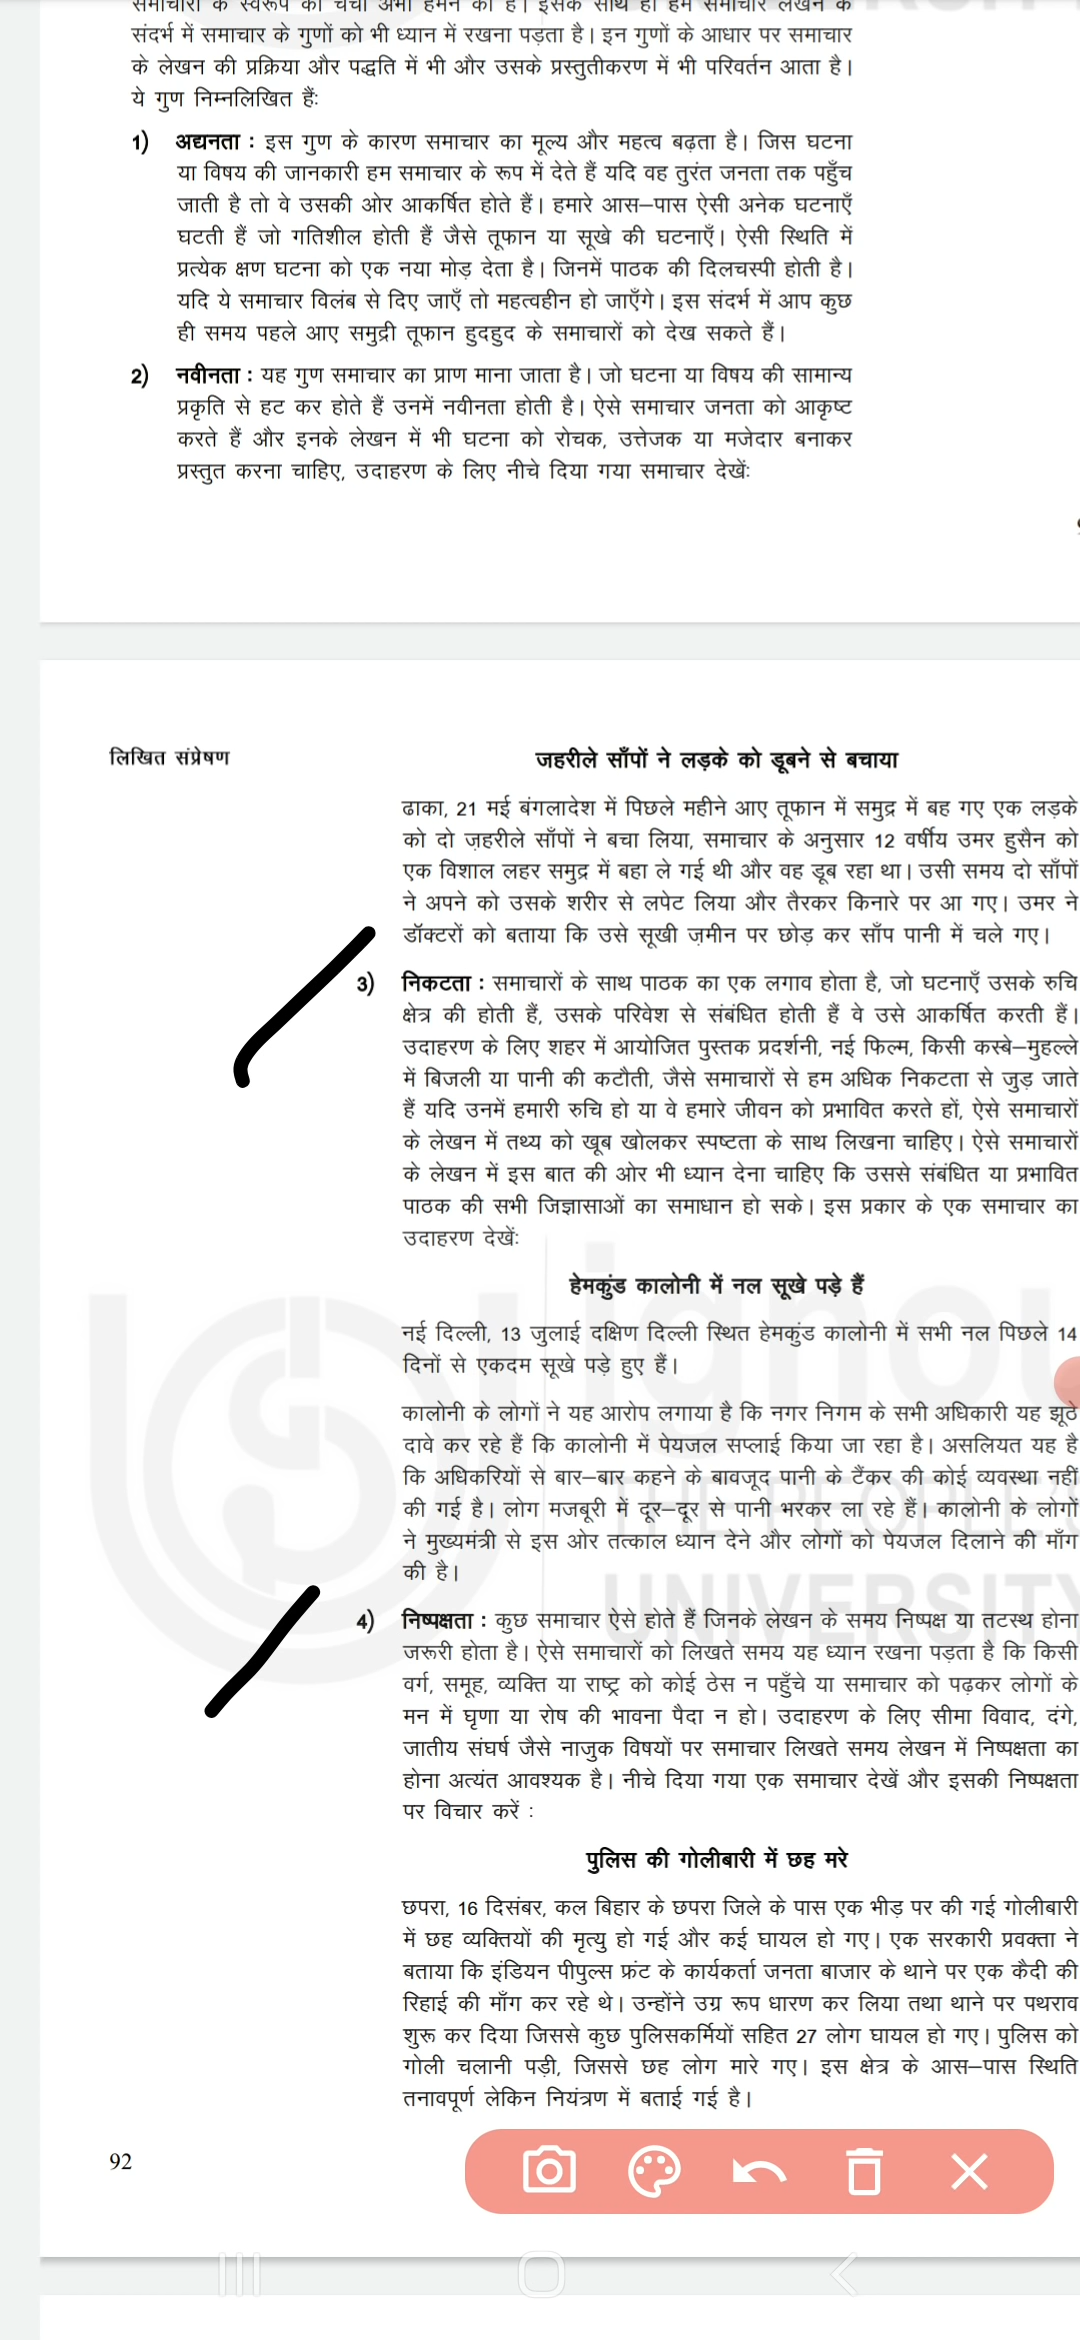 समाचारों के स्वरूप की चर्चा अभी हमने की है। इसके साथ ही हमें समाचार लेखन के
संदर्भ में समाचार के गुणों को भी ध्यान में रखना पड़ता है। इन गुणों के आधार पर समाचार
के लेखन की प्रक्रिया और पद्धति में भी और उसके प्रस्तुतीकरण में भी परिवर्तन आता है।
ये गुण निम्नलिखित हैंः
1) अद्यनता : इस गुण के कारण समाचार का मूल्य और महत्व बढ़ता है। जिस घटना
या विषय की जानकारी हम समाचार के रूप में देते हैं यदि वह तुरंत जनता तक पहुँच
जाती है तो वे उसकी ओर आकर्षित होते हैं। हमारे आस–पास ऐसी अनेक घटनाएँ
घटती हैं जो गतिशील होती हैं जैसे तूफान या सूखे की घटनाएँ। ऐसी स्थिति में
प्रत्येक क्षण घटना को एक नया मोड़ देता है। जिनमें पाठक की दिलचस्पी होती है।
यदि ये समाचार विलंब से दिए जाएँ तो महत्वहीन हो जाएँगे। इस संदर्भ में आप कुछ
ही समय पहले आए समुद्री तूफान हुदहुद के समाचारों को देख सकते हैं।
2) नवीनता : यह गुण समाचार का प्राण माना जाता है। जो घटना या विषय की सामान्य
प्रकृति से हट कर होते हैं उनमें नवीनता होती है। ऐसे समाचार जनता को आकृष्ट
करते हैं और इनके लेखन में भी घटना को रोचक, उत्तेजक या मजेदार बनाकर
प्रस्तुत करना चाहिए, उदाहरण के लिए नीचे दिया गया समाचार देखेंः
लिखित संप्रेषण
जहरीले साँपों ने लड़के को डूबने से बचाया
ढाका, 21 मई बंगलादेश में पिछले महीने आए तूफान में समुद्र में बह गए एक लड़के
को दो ज़हरीले साँपों ने बचा लिया, समाचार के अनुसार 12 वर्षीय उमर हुसैन को
एक विशाल लहर समुद्र में बहा ले गई थी और वह डूब रहा था। उसी समय दो साँपों
ने अपने को उसके शरीर से लपेट लिया और तैरकर किनारे पर आ गए। उमर ने
डॉक्टरों को बताया कि उसे सूखी ज़मीन पर छोड़ कर साँप पानी में चले गए।
3) निकटता : समाचारों के साथ पाठक का एक लगाव होता है, जो घटनाएँ उसके रुचि
क्षेत्र की होती हैं, उसके परिवेश से संबंधित होती हैं वे उसे आकर्षित करती हैं।
उदाहरण के लिए शहर में आयोजित पुस्तक प्रदर्शनी, नई फिल्म, किसी कस्बे–मुहल्ले
में बिजली या पानी की कटौती, जैसे समाचारों से हम अधिक निकटता से जुड़ जाते
हैं यदि उनमें हमारी रुचि हो या वे हमारे जीवन को प्रभावित करते हों, ऐसे समाचारों
के लेखन में तथ्य को खूब खोलकर स्पष्टता के साथ लिखना चाहिए। ऐसे समाचारों
के लेखन में इस बात की ओर भी ध्यान देना चाहिए कि उससे संबंधित या प्रभावित
पाठक की सभी जिज्ञासाओं का समाधान हो सके। इस प्रकार के एक समाचार का
उदाहरण देखेंः
हेमकुंड कालोनी में नल सूखे पड़े हैं
नई दिल्ली, 13 जुलाई दक्षिण दिल्ली स्थित हेमकुंड कालोनी में सभी नल पिछले 14
दिनों से एकदम सूखे पड़े हुए हैं।
कालोनी के लोगों ने यह आरोप लगाया है कि नगर निगम के सभी अधिकारी यह झूठे
दावे कर रहे हैं कि कालोनी में पेयजल सप्लाई किया जा रहा है। असलियत यह है
कि अधिकरियों से बार–बार कहने के बावजूद पानी के टैंकर की कोई व्यवस्था नहीं
की गई है। लोग मजबूरी में दूर–दूर से पानी भरकर ला रहे हैं। कालोनी के लोगों
ने मुख्यमंत्री से इस ओर तत्काल ध्यान देने और लोगों को पेयजल दिलाने की माँग
की है।
4) निष्पक्षता : कुछ समाचार ऐसे होते हैं जिनके लेखन के समय निष्पक्ष या तटस्थ होना
जरूरी होता है। ऐसे समाचारों को लिखते समय यह ध्यान रखना पड़ता है कि किसी
वर्ग, समूह, व्यक्ति या राष्ट्र को कोई ठेस न पहुँचे या समाचार को पढ़कर लोगों के
मन में घृणा या रोष की भावना पैदा न हो। उदाहरण के लिए सीमा विवाद, दंगे,
जातीय संघर्ष जैसे नाजुक विषयों पर समाचार लिखते समय लेखन में निष्पक्षता का
होना अत्यंत आवश्यक है। नीचे दिया गया एक समाचार देखें और इसकी निष्पक्षता
पर विचार करें :
पुलिस की गोलीबारी में छह मरे
छपरा, 16 दिसंबर, कल बिहार के छपरा जिले के पास एक भीड़ पर की गई गोलीबारी
में छह व्यक्तियों की मृत्यु हो गई और कई घायल हो गए। एक सरकारी प्रवक्ता ने
बताया कि इंडियन पीपुल्स फ्रंट के कार्यकर्ता जनता बाजार के थाने पर एक कैदी की
रिहाई की माँग कर रहे थे। उन्होंने उग्र रूप धारण कर लिया तथा थाने पर पथराव
शुरू कर दिया जिससे कुछ पुलिसकर्मियों सहित 27 लोग घायल हो गए। पुलिस को
गोली चलानी पड़ी, जिससे छह लोग मारे गए। इस क्षेत्र के आस–पास स्थिति
तनावपूर्ण लेकिन नियंत्रण में बताई गई है।
92
ignou
THE PEOPLE'S
UNIVERSITY